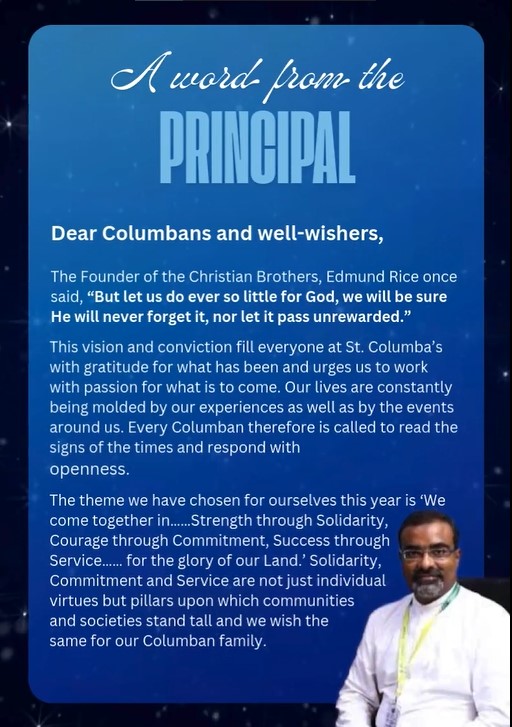 A word from the
PRINCIPAL
Dear Columbans and well-wishers,
The Founder of the Christian Brothers, Edmund Rice once
said, “But let us do ever so little for God, we will be sure
He will never forget it, nor let it pass unrewarded.”
This vision and conviction fill everyone at St. Columba’s
with gratitude for what has been and urges us to work
with passion for what is to come. Our lives are constantly
being molded by our experiences as well as by the events
around us. Every Columban therefore is called to read the
signs of the times and respond with
openness.
The theme we have chosen for ourselves this year is ‘We
come together in......Strength through Solidarity,
Courage through Commitment, Success through
Service...... for the glory of our Land.’ Solidarity,
Commitment and Service are not just individual
virtues but pillars upon which communities
and societies stand tall and we wish the
same for our Columban family.